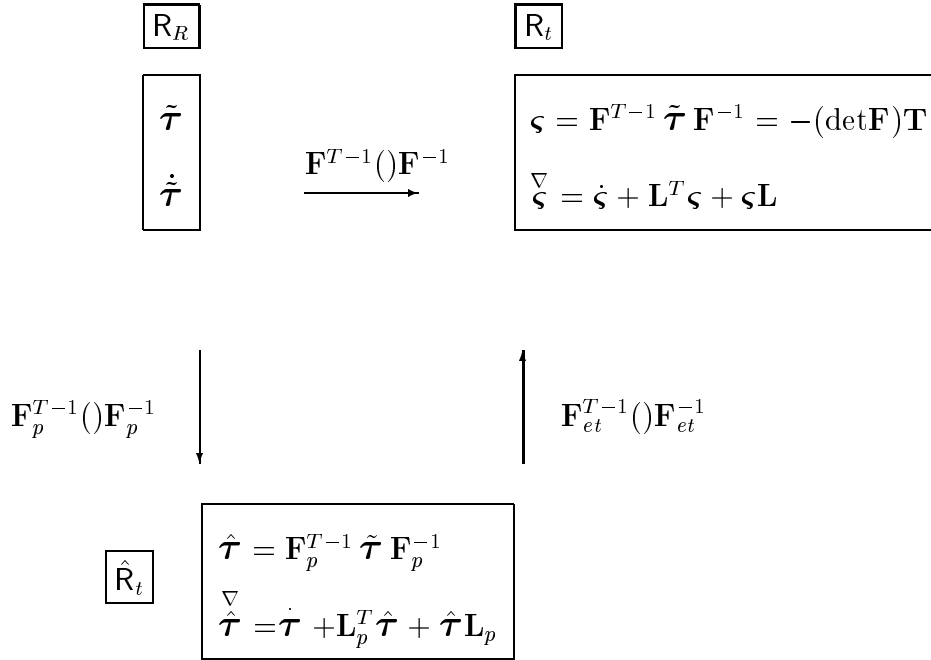 R_R
R_t
τ̃
ς = F^{T−1} τ̃ F^{−1} = −(detF)T
F^{T−1}()F^{−1}
τ̃̇
ς^∇ = ς̇ + L^T ς + ςL
F_p^{T−1}()F_p^{−1}
F_{et}^{T−1}()F_{et}^{−1}
τ̂ = F_p^{T−1} τ̃ F_p^{−1}
R̂_t
τ̂^∇ = τ̂̇ + L_p^T τ̂ + τ̂L_p